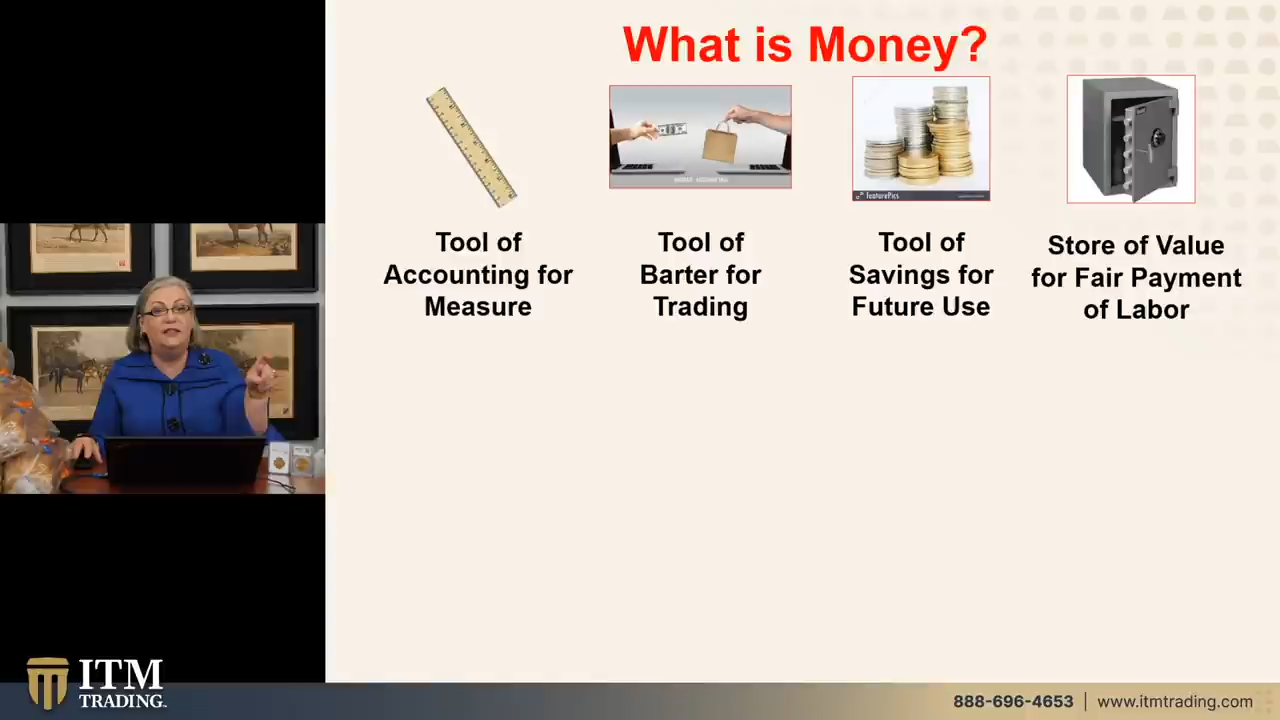 What is Money?
Tool of
Accounting for
Measure
Tool of
Barter for
Trading
FeaturePics
Tool of
Savings for
Future Use
Store of Value
for Fair Payment
of Labor
ITM
TRADING
888-696-4653 | www.itmtrading.com